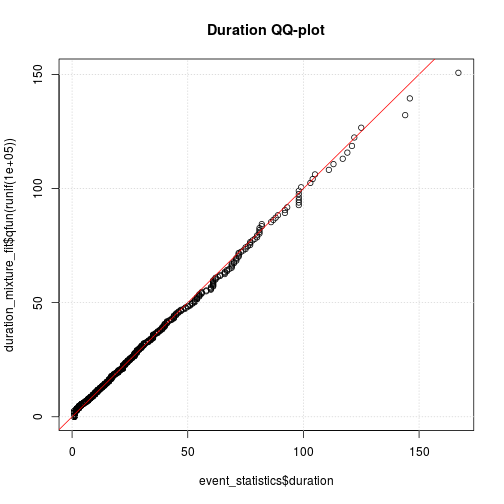 Duration QQ-plot
duration_mixture_fit$qfun(runif(1e+05))
150
100
50
0
0 50 100 150
event_statistics$duration